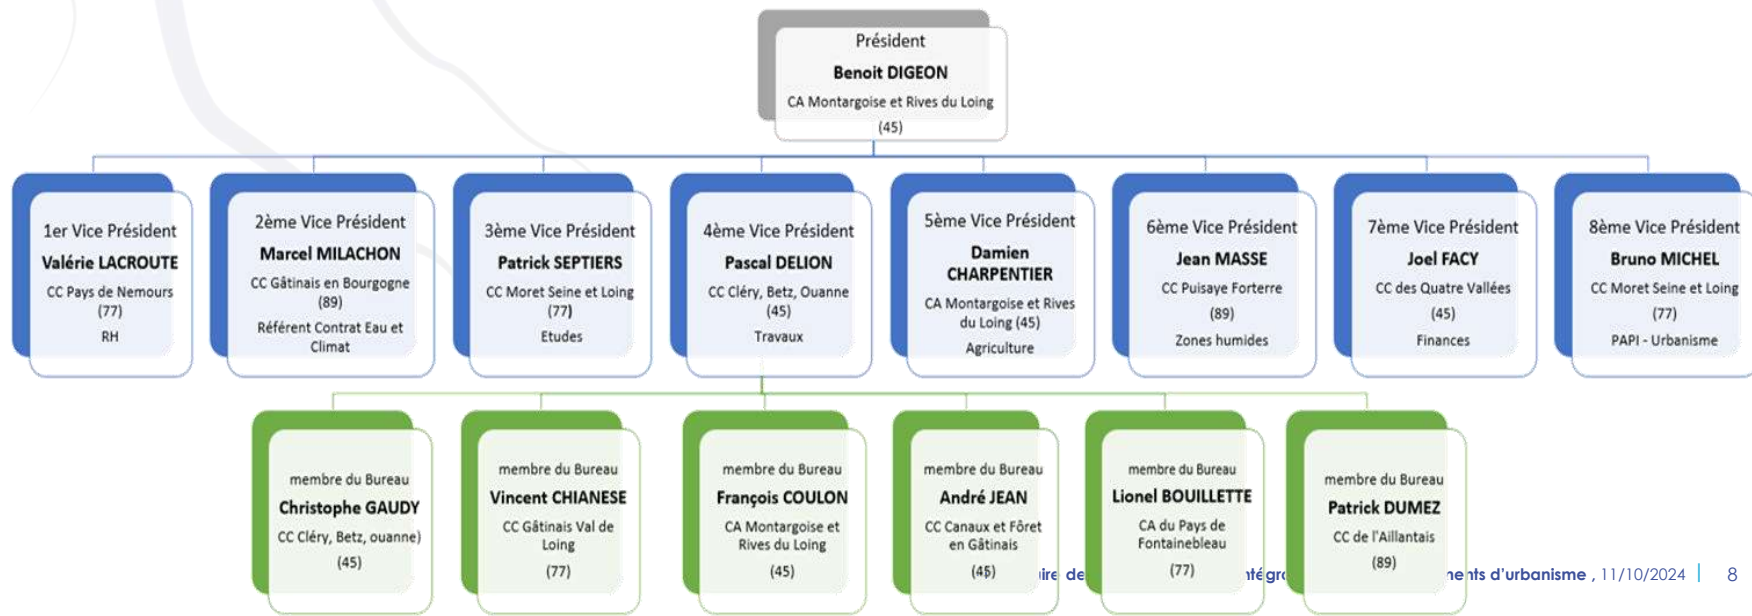 Président
Benoit DIGEON
CA Montargoise et Rives du Loing
(45)
1er Vice Président
Valérie LACROUTE
CC Pays de Nemours
(77)
RH
2ème Vice Président
Marcel MILACHON
CC Gâtinais en Bourgogne
(89)
Référent Contrat Eau et
Climat
3ème Vice Président
Patrick SEPTIERS
CC Moret Seine et Loing
(77)
Etudes
4ème Vice Président
Pascal DELION
CC Cléry, Betz, Ouanne
(45)
Travaux
5ème Vice Président
Damien
CHARPENTIER
CA Montargoise et Rives
du Loing (45)
Agriculture
6ème Vice Président
Jean MASSE
CC Puisaye Forterre
(89)
Zones humides
7ème Vice Président
Joel FACY
CC des Quatre Vallées
(45)
Finances
8ème Vice Président
Bruno MICHEL
CC Moret Seine et Loing
(77)
PAPI - Urbanisme
membre du Bureau
Christophe GAUDY
CC Cléry, Betz, ouanne)
(45)
membre du Bureau
Vincent CHIANESE
CC Gâtinais Val de
Loing
(77)
membre du Bureau
François COULON
CA Montargoise et
Rives du Loing
(45)
membre du Bureau
André JEAN
CC Canaux et Fôret
en Gâtinais
(45)
membre du Bureau
Lionel BOUILLETTE
CA du Pays de
Fontainebleau
(77)
membre du Bureau
Patrick DUMEZ
CC de l'Aillantais
(89)
d'urbanisme , 11/10/2024 | 8